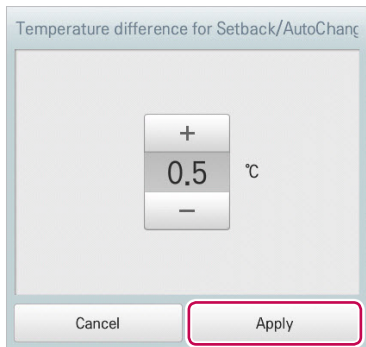 Temperature difference for Setback/AutoChang
+
0.5 ℃
−
Cancel Apply